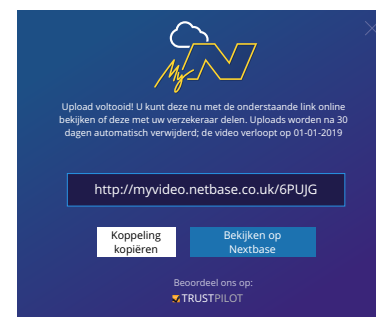 My N
Upload voltooid! U kunt deze nu met de onderstaande link online
bekijken of deze met uw verzekeraar delen. Uploads worden na 30
dagen automatisch verwijderd; de video verloopt op 01-01-2019
http://myvideo.netbase.co.uk/6PUJG
Koppeling
kopiëren
Bekijken op
Nextbase
Beoordeel ons op:
TRUSTPILOT